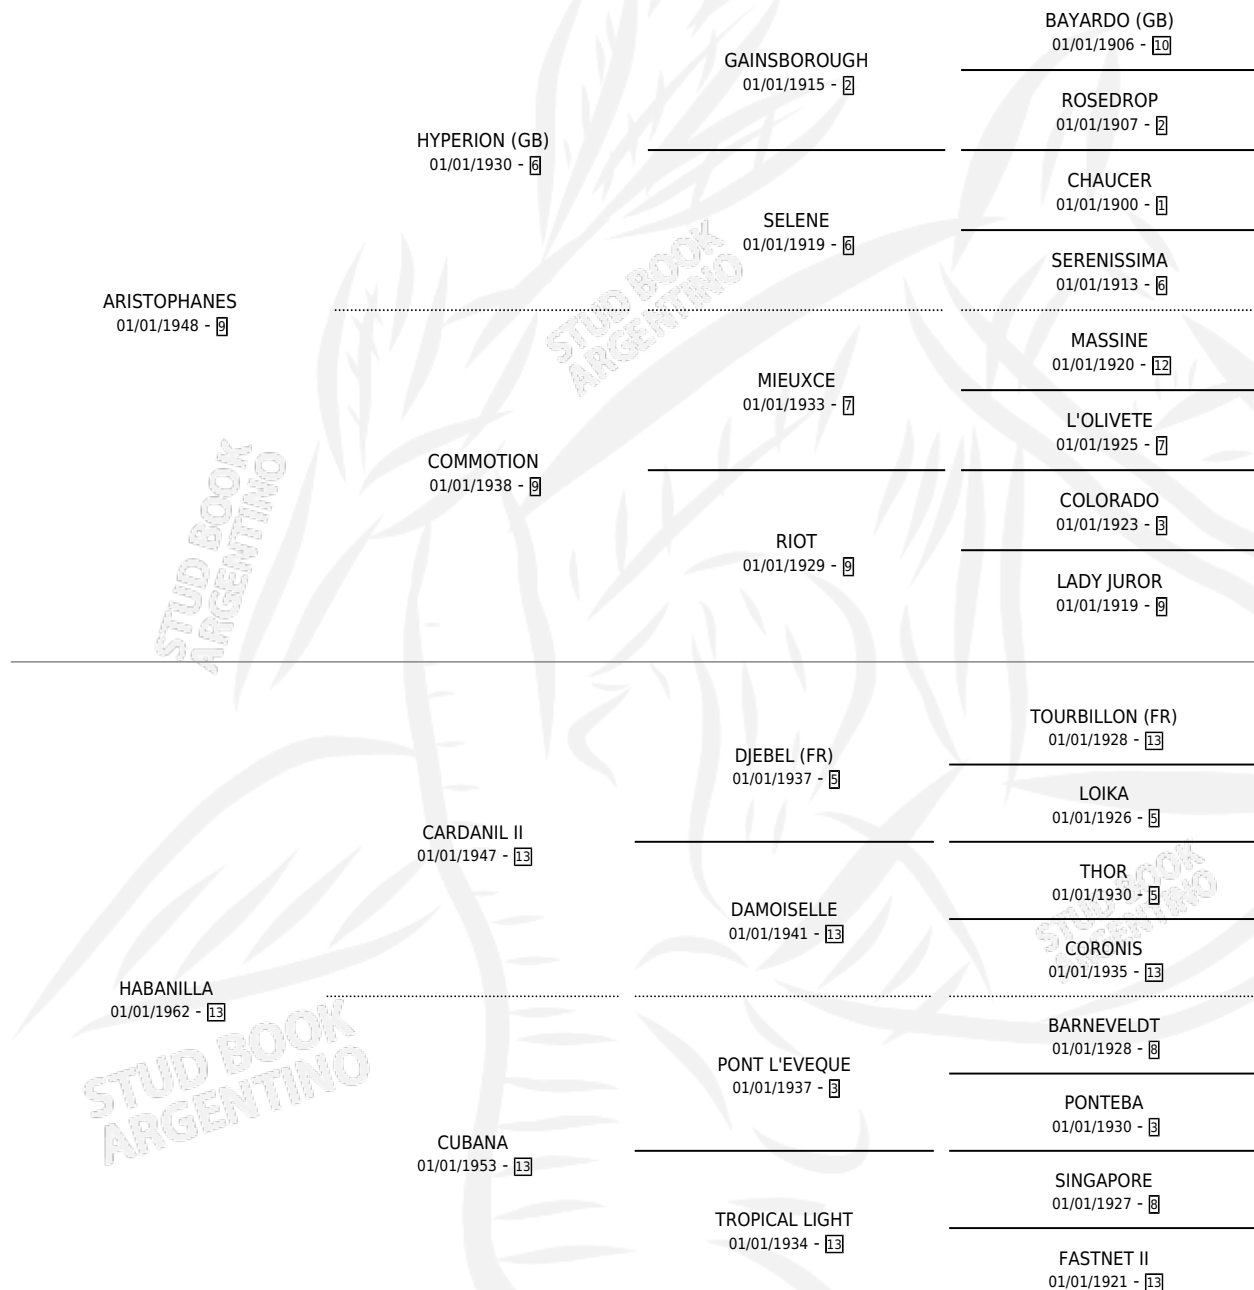 BAYARDO (GB)
01/01/1906 - 10
GAINSBOROUGH
01/01/1915 - 2
ROSEDROP
01/01/1907 - 2
HYPERION (GB)
01/01/1930 - 6
CHAUCER
01/01/1900 - 1
SELENE
01/01/1919 - 6
SERENISSIMA
01/01/1913 - 6
ARISTOPHANES
01/01/1948 - 9
MASSINE
01/01/1920 - 12
MIEUXCE
01/01/1933 - 7
L'OLIVETE
01/01/1925 - 7
COMMOTION
01/01/1938 - 9
COLORADO
01/01/1923 - 3
RIOT
01/01/1929 - 9
LADY JUROR
01/01/1919 - 9
STUD BOOK
ARGENTINO
STUD BOOK
ARGENTINO
TOURBILLON (FR)
01/01/1928 - 13
DJEBEL (FR)
01/01/1937 - 5
LOIKA
01/01/1926 - 5
CARDANIL II
01/01/1947 - 13
THOR
01/01/1930 - 5
DAMOISELLE
01/01/1941 - 13
CORONIS
01/01/1935 - 13
STUD BOOK
ARGENTINO
HABANILLA
01/01/1962 - 13
BARNEVELDT
01/01/1928 - 8
PONT L'EVEQUE
01/01/1937 - 3
PONTEBA
01/01/1930 - 3
STUD BOOK
ARGENTINO
CUBANA
01/01/1953 - 13
SINGAPORE
01/01/1927 - 8
TROPICAL LIGHT
01/01/1934 - 13
FASTNET II
01/01/1921 - 13